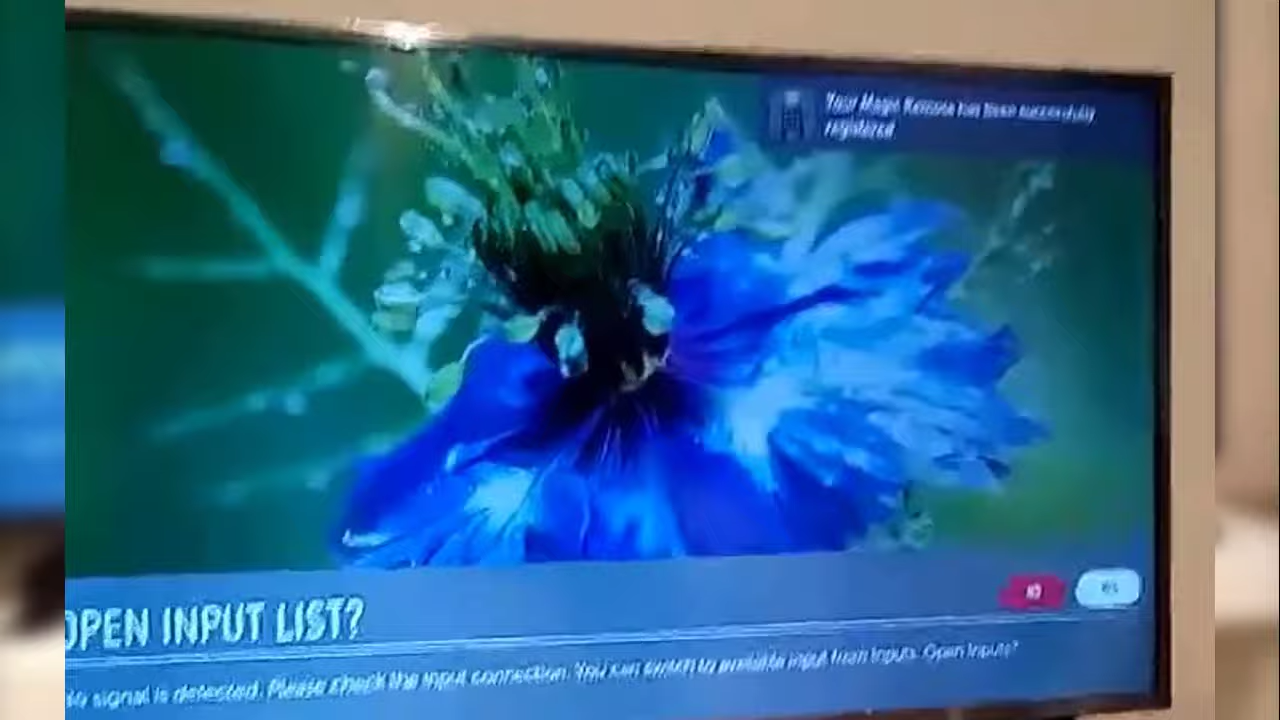 Your Magic Remote has been successfully
registered
OPEN INPUT LIST?
No signal is detected. Please check the input connection. You can switch to available input from Inputs. Open Inputs?